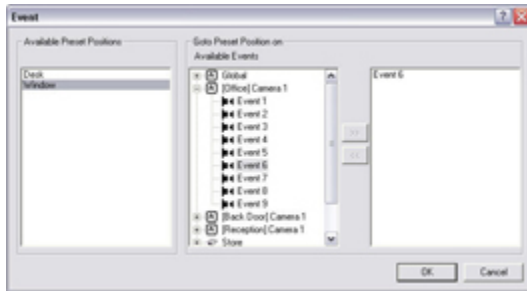 Event
Available Preset Positions
Desk
Window
Goto Preset Position on
Available Events
Global
[Office] Camera 1
Event 1
Event 2
Event 3
Event 4
Event 5
Event 6
Event 7
Event 8
Event 9
[Back Door] Camera 1
[Reception] Camera 1
Store
>>
<<
Event 6
OK
Cancel